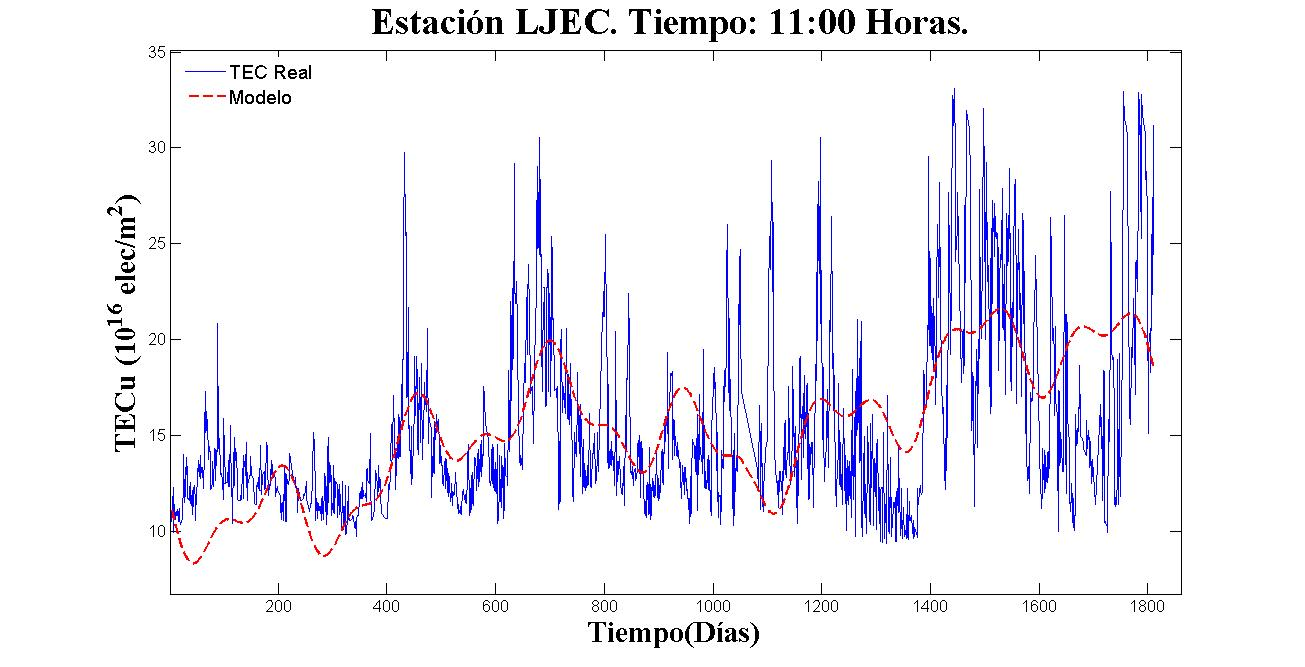 Estación LJEC. Tiempo: 11:00 Horas.
TEC Real
Modelo
TECu (10^16 elec/m^2)
35
30
25
20
15
10
200 400 600 800 1000 1200 1400 1600 1800
Tiempo(Días)